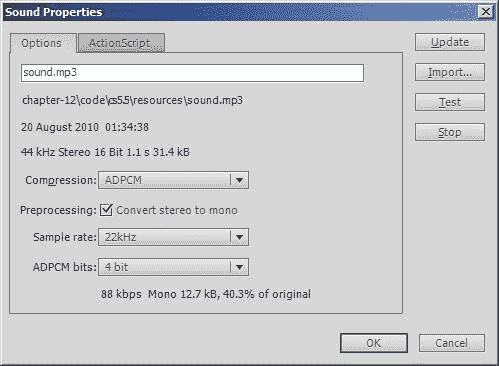 Sound Properties
Options
ActionScript
Update
sound.mp3
Import...
chapter-12\code\cs5.5\resources\sound.mp3
Test
20 August 2010 01:34:38
Stop
44 kHz Stereo 16 Bit 1.1 s 31.4 kB
Compression: ADPCM
Preprocessing: Convert stereo to mono
Sample rate: 22kHz
ADPCM bits: 4 bit
88 kbps Mono 12.7 kB, 40.3% of original
OK
Cancel